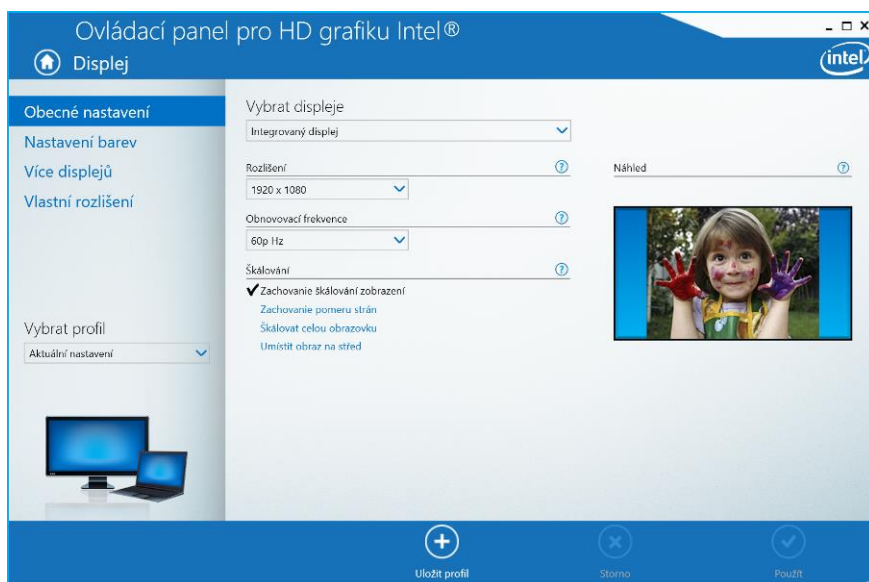 Ovládací panel pro HD grafiku Intel®
Displej
intel
Obecné nastavení
Nastavení barev
Více displejů
Vlastní rozlišení
Vybrat profil
Aktuální nastavení
Vybrat displeje
Integrovaný displej
Rozlišení
1920 x 1080
Obnovovací frekvence
60p Hz
Škálování
Zachovanie škálování zobrazení
Zachovanie pomeru strán
Škálovat celou obrazovku
Umístit obraz na střed
Náhled
Uložit profil
Storno
Použít